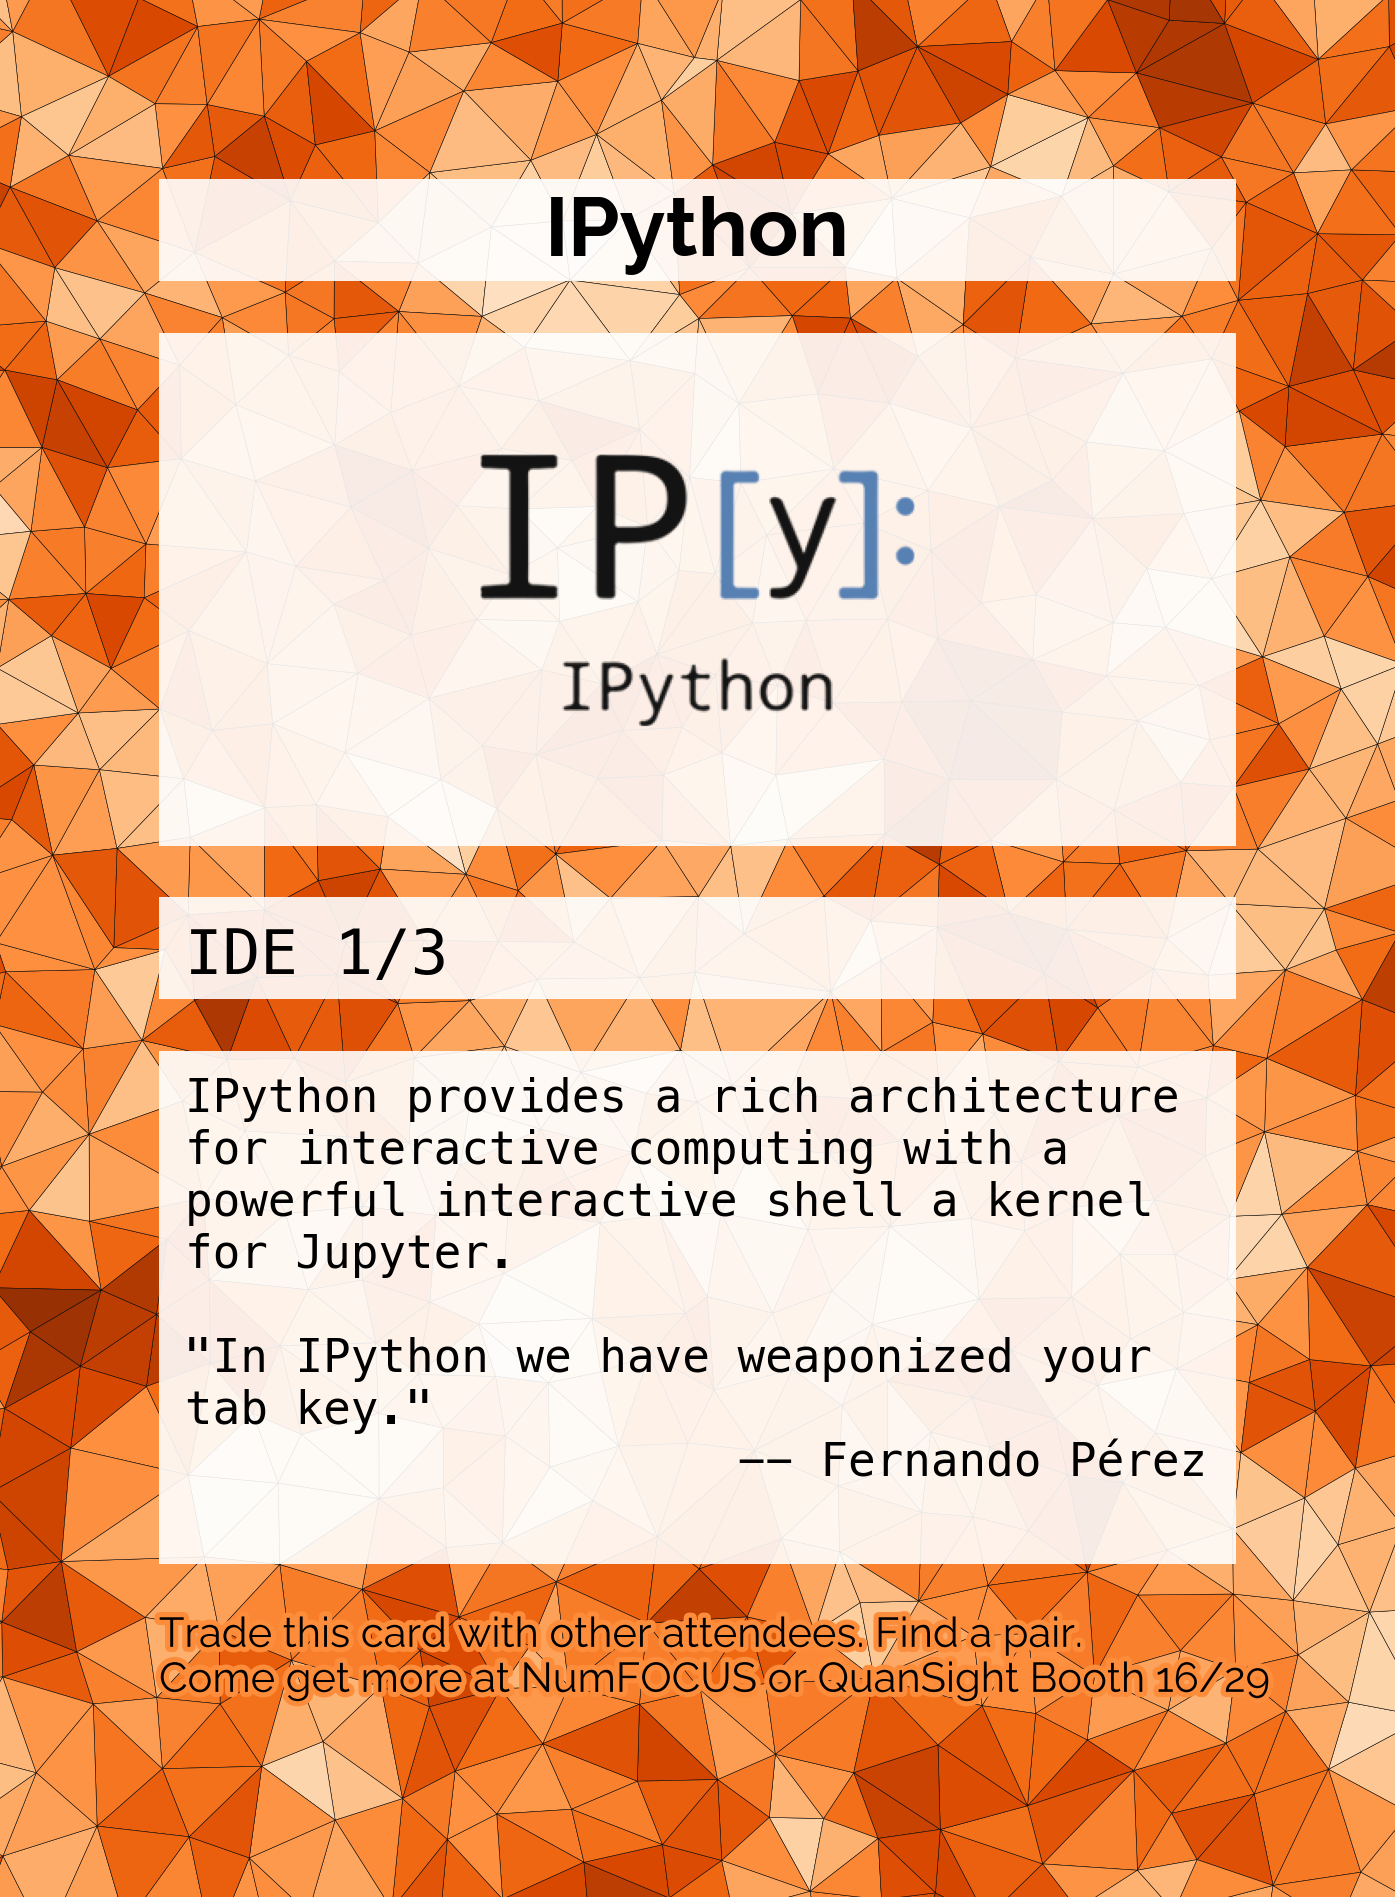 IPython
IP[y]:
IPython
IDE 1/3
IPython provides a rich architecture
for interactive computing with a
powerful interactive shell a kernel
for Jupyter.
"In IPython we have weaponized your
tab key."
—— Fernando Pérez
Trade this card with other attendees. Find a pair.
Come get more at NumFOCUS or QuanSight Booth 16/29